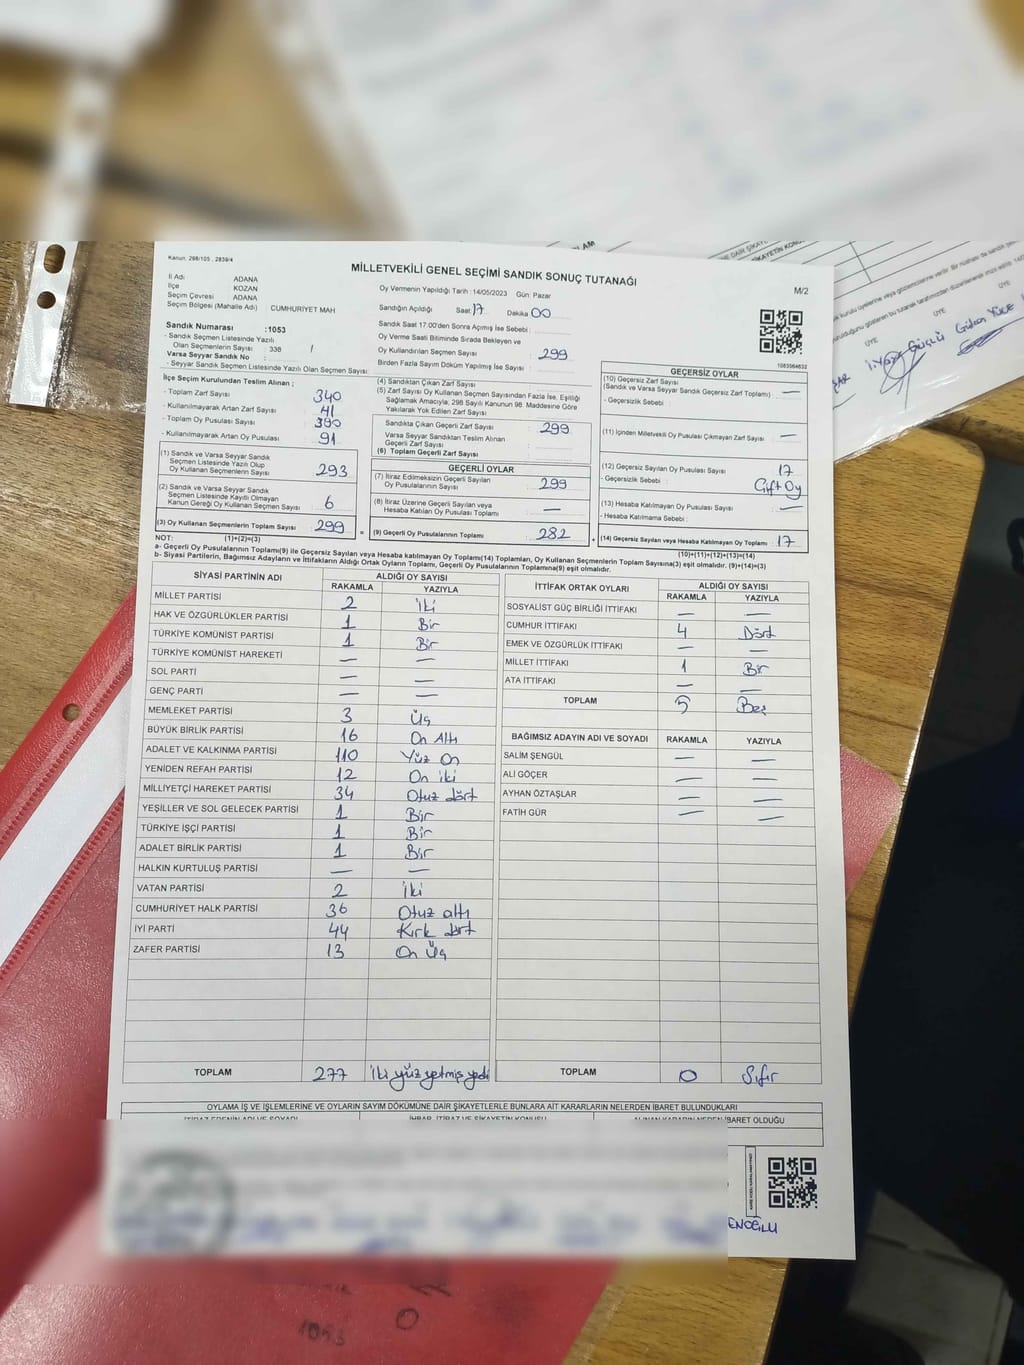 Kanun. 298/105 , 2839/4
MİLLETVEKİLİ GENEL SEÇİMİ SANDIK SONUÇ TUTANAĞI
M/2
İl Adı ADANA
İlçe KOZAN
Seçim Çevresi ADANA
Seçim Bölgesi (Mahalle Adı) CUMHURİYET MAH
Oy Vermenin Yapıldığı Tarih :14/05/2023 Gün: Pazar
Sandığın Açıldığı Saat: 17 Dakika 00
Sandık Saat 17.00'den Sonra Açılmış İse Sebebi :
Oy Verme Saati Bitiminde Sırada Bekleyen ve
Oy Kullandırılan Seçmen Sayısı : 299
Birden Fazla Sayım Döküm Yapılmış İse Sayısı :
Sandık Numarası :1053
- Sandık Seçmen Listesinde Yazılı
Olan Seçmenlerin Sayısı : 338 /
Varsa Seyyar Sandık No :
- Seyyar Sandık Seçmen Listesinde Yazılı Olan Seçmen Sayısı
1083984632
İlçe Seçim Kurulundan Teslim Alınan ;
- Toplam Zarf Sayısı : 340
- Kullanılmayarak Artan Zarf Sayısı : 41
- Toplam Oy Pusulası Sayısı :
- Kullanılmayarak Artan Oy Pusulası : 91
(1) Sandık ve Varsa Seyyar Sandık
Seçmen Listesinde Yazılı Olup
Oy Kullanan Seçmenlerin Sayısı : 293
(2) Sandık ve Varsa Seyyar Sandık
Seçmen Listesinde Kayıtlı Olmayan
Kanun Gereği Oy Kullanan Seçmen Sayısı : 6
(3) Oy Kullanan Seçmenlerin Toplam Sayısı : 299
(4) Sandıktan Çıkan Zarf Sayısı
(5) Zarf Sayısı Oy Kullanan Seçmen Sayısından Fazla İse, Eşitliği
Sağlamak Amacıyla, 298 Sayılı Kanunun 98. Maddesine Göre
Yakılarak Yok Edilen Zarf Sayısı :
Sandıkta Çıkan Geçerli Zarf Sayısı : 299
Varsa Seyyar Sandıktan Teslim Alınan
Geçerli Zarf Sayısı :
(6) Toplam Geçerli Zarf Sayısı :
GEÇERLİ OYLAR
(7) İtiraz Edilmeksizin Geçerli Sayılan
Oy Pusulalarının Sayısı : 299
(8) İtiraz Üzerine Geçerli Sayılan veya
Hesaba Katılan Oy Pusulası Toplamı : —
= (9) Geçerli Oy Pusulalarının Toplamı : 282
GEÇERSİZ OYLAR
(10) Geçersiz Zarf Sayısı
(Sandık ve Varsa Seyyar Sandık Geçersiz Zarf Toplamı) : —
- Geçersizlik Sebebi :
(11) İçinden Milletvekili Oy Pusulası Çıkmayan Zarf Sayısı : —
(12) Geçersiz Sayılan Oy Pusulası Sayısı : 17
- Geçersizlik Sebebi : Çift Oy
(13) Hesaba Katılmayan Oy Pusulası Sayısı : —
- Hesaba Katılmama Sebebi :
+ (14) Geçersiz Sayılan veya Hesaba Katılmayan Oy Toplamı : 17
NOT: (1)+(2)=(3)
(10)+(11)+(12)+(13)=(14)
a- Geçerli Oy Pusulalarının Toplamı(9) ile Geçersiz Sayılan veya Hesaba katılmayan Oy Toplamı(14) Toplamları, Oy Kullanan Seçmenlerin Toplam Sayısına(3) eşit olmalıdır. (9)+(14)=(3)
b- Siyasi Partilerin, Bağımsız Adayların ve İttifakların Aldığı Ortak Oyların Toplamı, Geçerli Oy Pusulalarının Toplamına(9) eşit olmalıdır.
SİYASİ PARTİNİN ADI ALDIĞI OY SAYISI
RAKAMLA YAZIYLA
MİLLET PARTİSİ 2 iki
HAK VE ÖZGÜRLÜKLER PARTİSİ 1 Bir
TÜRKİYE KOMÜNİST PARTİSİ 1 Bir
TÜRKİYE KOMÜNİST HAREKETİ — —
SOL PARTİ — —
GENÇ PARTİ — —
MEMLEKET PARTİSİ 3 Üç
BÜYÜK BİRLİK PARTİSİ 16 On Altı
ADALET VE KALKINMA PARTİSİ 110 Yüz On
YENİDEN REFAH PARTİSİ 12 On iki
MİLLİYETÇİ HAREKET PARTİSİ 34 Otuz dört
YEŞİLLER VE SOL GELECEK PARTİSİ 1 Bir
TÜRKİYE İŞÇİ PARTİSİ 1 Bir
ADALET BİRLİK PARTİSİ 1 Bir
HALKIN KURTULUŞ PARTİSİ — —
VATAN PARTİSİ 2 iki
CUMHURİYET HALK PARTİSİ 36 Otuz altı
İYİ PARTİ 44 Kırk dört
ZAFER PARTİSİ 13 On Üç
TOPLAM 277 iki yüz yetmiş yedi
İTTİFAK ORTAK OYLARI ALDIĞI OY SAYISI
RAKAMLA YAZIYLA
SOSYALİST GÜÇ BİRLİĞİ İTTİFAKI — —
CUMHUR İTTİFAKI 4 Dört
EMEK VE ÖZGÜRLÜK İTTİFAKI — —
MİLLET İTTİFAKI 1 Bir
ATA İTTİFAKI — —
TOPLAM 5 Beş
BAĞIMSIZ ADAYIN ADI VE SOYADI RAKAMLA YAZIYLA
SALİM ŞENGÜL — —
ALİ GÖÇER — —
AYHAN ÖZTAŞLAR — —
FATİH GÜR — —
TOPLAM 0 Sıfır
OYLAMA İŞ VE İŞLEMLERİNE VE OYLARIN SAYIM DÖKÜMÜNE DAİR ŞİKAYETLERLE BUNLARA AİT KARARLARIN NELERDEN İBARET BULUNDUKLARI
İTİRAZ EDENİN ADI VE SOYADI İHBAR, İTİRAZ VE ŞİKAYETİN KONUSU ALINAN KARARIN NEDEN İBARET OLDUĞU
ENOĞLU
ÜYE
ÜYE
1053